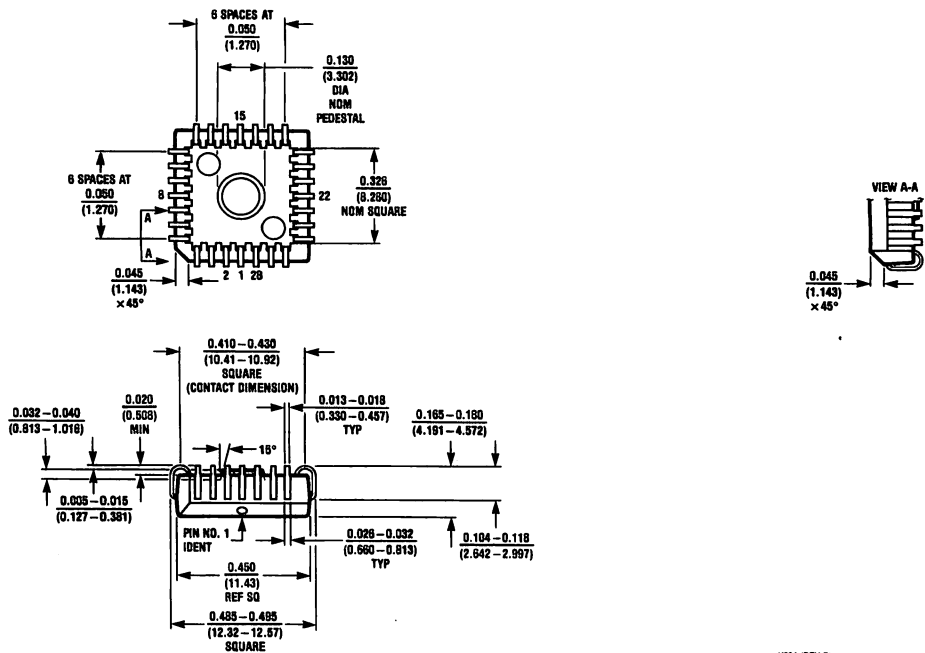 6 SPACES AT
0.050
(1.270)
0.130
(3.302)
DIA
NOM
PEDESTAL
15
6 SPACES AT
0.050
(1.270)
8
22
0.326
(8.280)
NOM SQUARE
A
A
2 1 28
0.045
(1.143)
×45°
VIEW A-A
0.045
(1.143)
×45°
0.410–0.430
(10.41–10.92)
SQUARE
(CONTACT DIMENSION)
0.032–0.040
(0.813–1.016)
0.020
(0.508)
MIN
0.013–0.018
(0.330–0.457)
TYP
0.165–0.180
(4.191–4.572)
15°
0.005–0.015
(0.127–0.381)
PIN NO. 1
IDENT
0.026–0.032
(0.660–0.813)
TYP
0.104–0.118
(2.642–2.997)
0.450
(11.43)
REF SQ
0.485–0.495
(12.32–12.57)
SQUARE